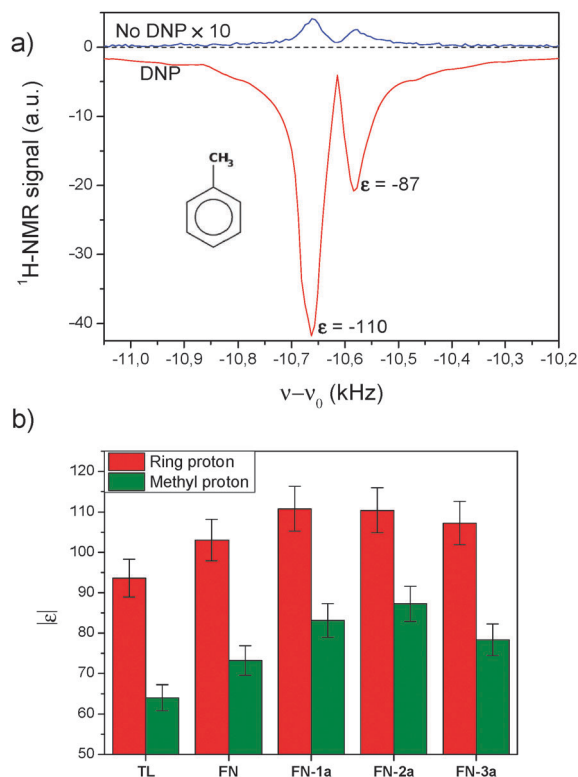 a)
No DNP × 10
DNP
CH3
ε = -87
ε = -110
¹H-NMR signal (a.u.)
0
-10
-20
-30
-40
-11,0 -10,9 -10,8 -10,7 -10,6 -10,5 -10,4 -10,3 -10,2
ν−ν₀ (kHz)
b)
Ring proton
Methyl proton
|ε|
120
110
100
90
80
70
60
50
TL FN FN-1a FN-2a FN-3a